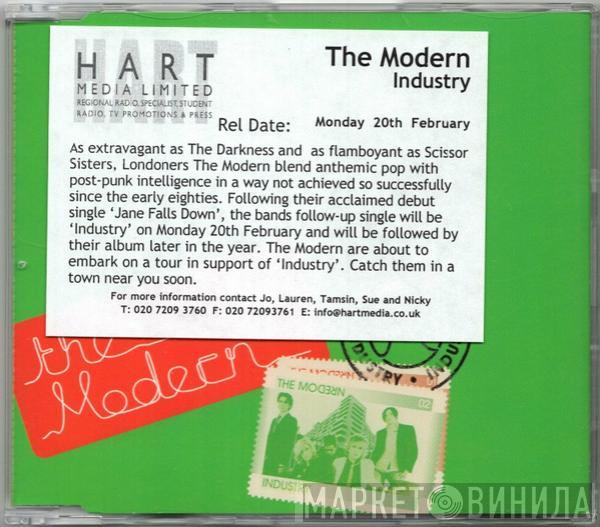 HART
MEDIA LIMITED
REGIONAL RADIO, SPECIALIST, STUDENT
RADIO, TV PROMOTIONS & PRESS
The Modern
Industry
Rel Date: Monday 20th February
As extravagant as The Darkness and as flamboyant as Scissor
Sisters, Londoners The Modern blend anthemic pop with
post-punk intelligence in a way not achieved so successfully
since the early eighties. Following their acclaimed debut
single ‘Jane Falls Down’, the bands follow-up single will be
‘Industry’ on Monday 20th February and will be followed by
their album later in the year. The Modern are about to
embark on a tour in support of ‘Industry’. Catch them in a
town near you soon.
For more information contact Jo, Lauren, Tamsin, Sue and Nicky
T: 020 7209 3760 F: 020 72093761 E: info@hartmedia.co.uk
the
Modern
DUSTRY • INDU
THE MODERN
02
INDUSTRY
МАРКЕТ ВИНИЛА